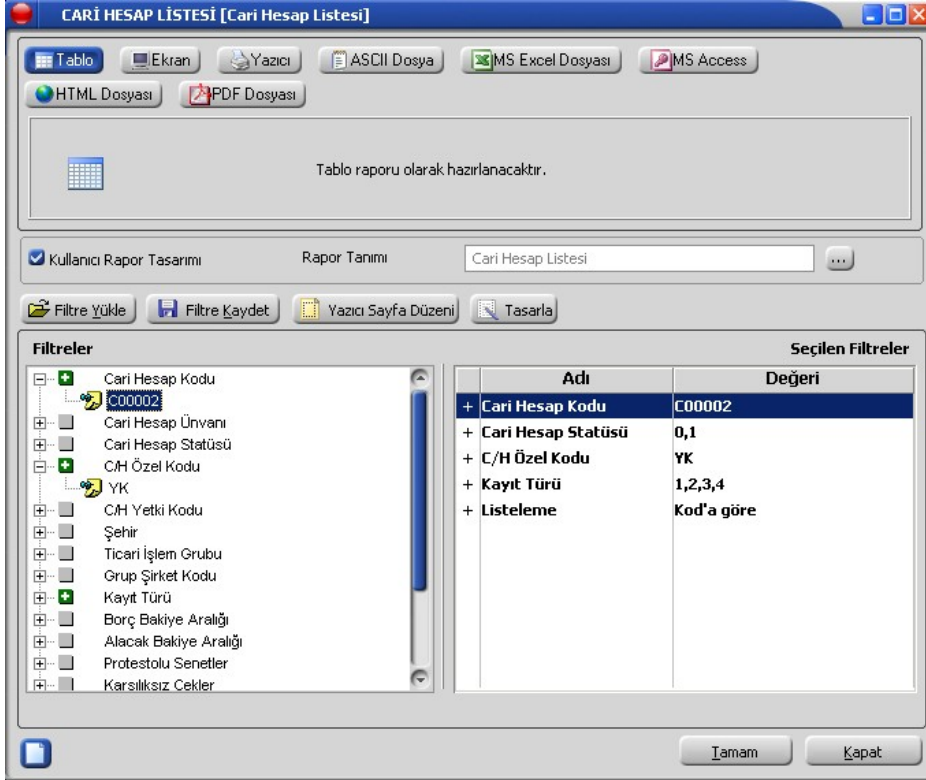 CARİ HESAP LİSTESİ [Cari Hesap Listesi]
Tablo Ekran Yazıcı ASCII Dosya MS Excel Dosyası MS Access
HTML Dosyası PDF Dosyası
Tablo raporu olarak hazırlanacaktır.
Kullanıcı Rapor Tasarımı Rapor Tanımı Cari Hesap Listesi ...
Filtre Yükle Filtre Kaydet Yazıcı Sayfa Düzeni Tasarla
Filtreler
Cari Hesap Kodu
C00002
Cari Hesap Ünvanı
Cari Hesap Statüsü
C/H Özel Kodu
YK
C/H Yetki Kodu
Şehir
Ticari İşlem Grubu
Grup Şirket Kodu
Kayıt Türü
Borç Bakiye Aralığı
Alacak Bakiye Aralığı
Protestolu Senetler
Karsılıksız Cekler
Seçilen Filtreler
Adı Değeri
+ Cari Hesap Kodu C00002
+ Cari Hesap Statüsü 0,1
+ C/H Özel Kodu YK
+ Kayıt Türü 1,2,3,4
+ Listeleme Kod'a göre
Tamam Kapat